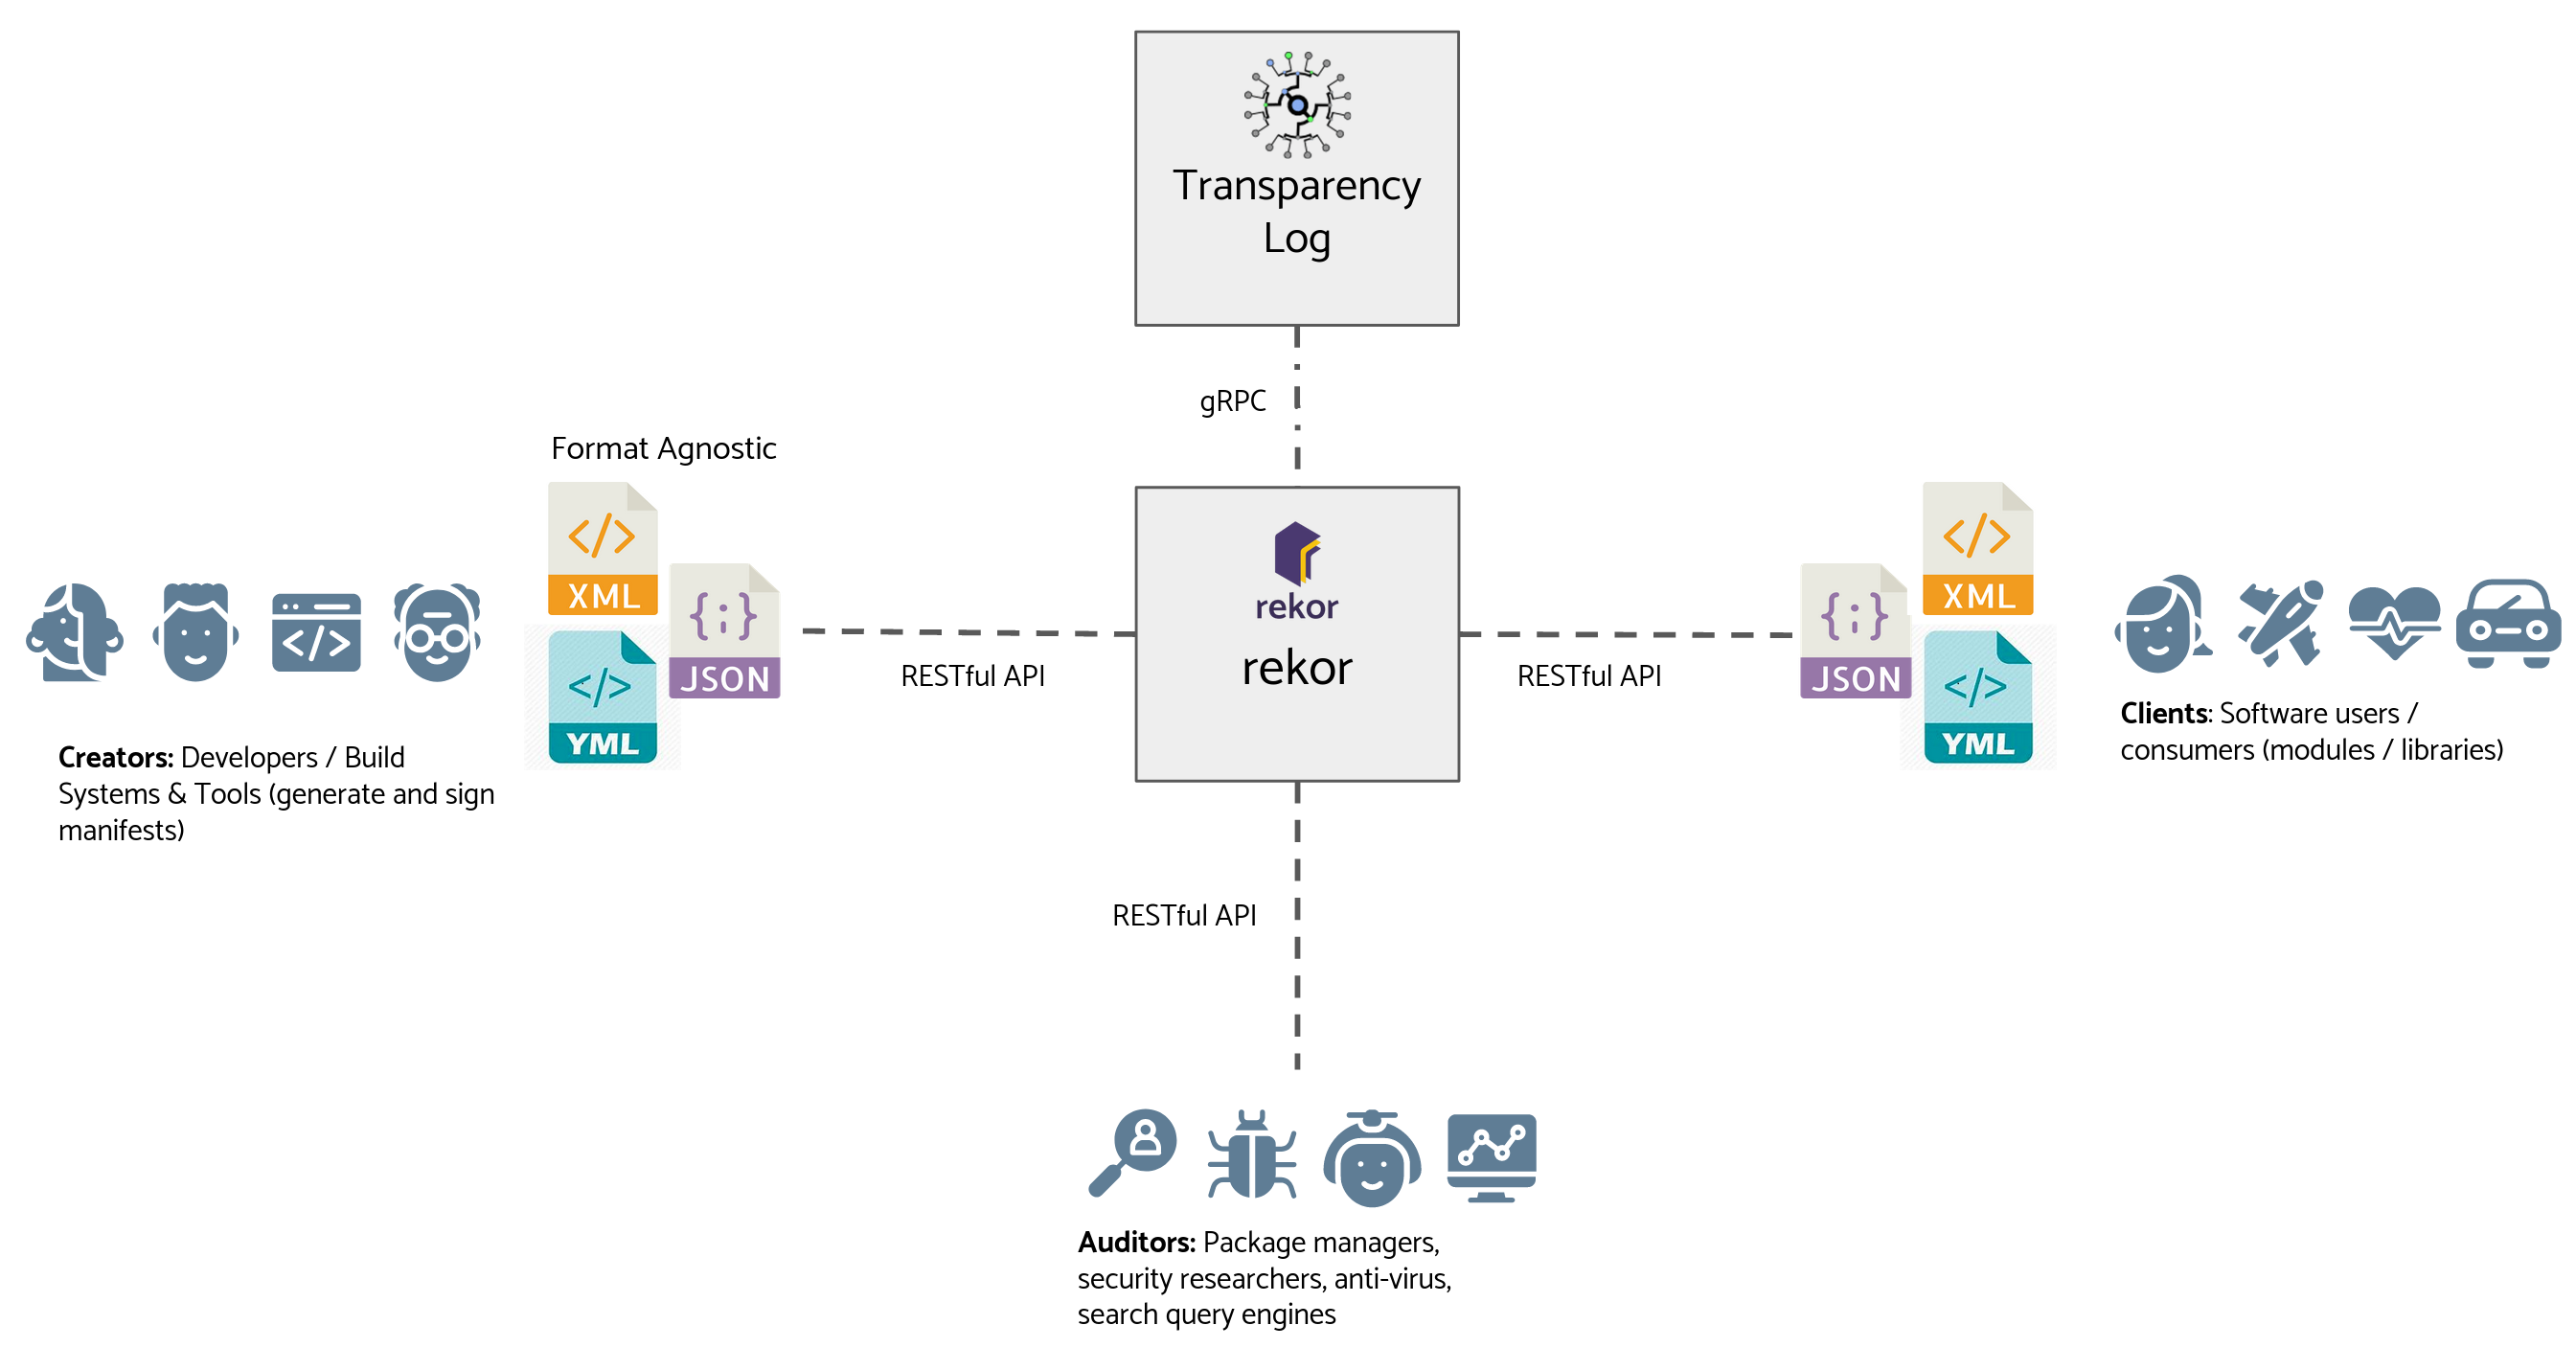 Transparency
Log
gRPC
Format Agnostic
XML
JSON
YML
RESTful API
rekor
rekor
RESTful API
XML
JSON
YML
Creators: Developers / Build
Systems & Tools (generate and sign
manifests)
Clients: Software users /
consumers (modules / libraries)
RESTful API
Auditors: Package managers,
security researchers, anti-virus,
search query engines